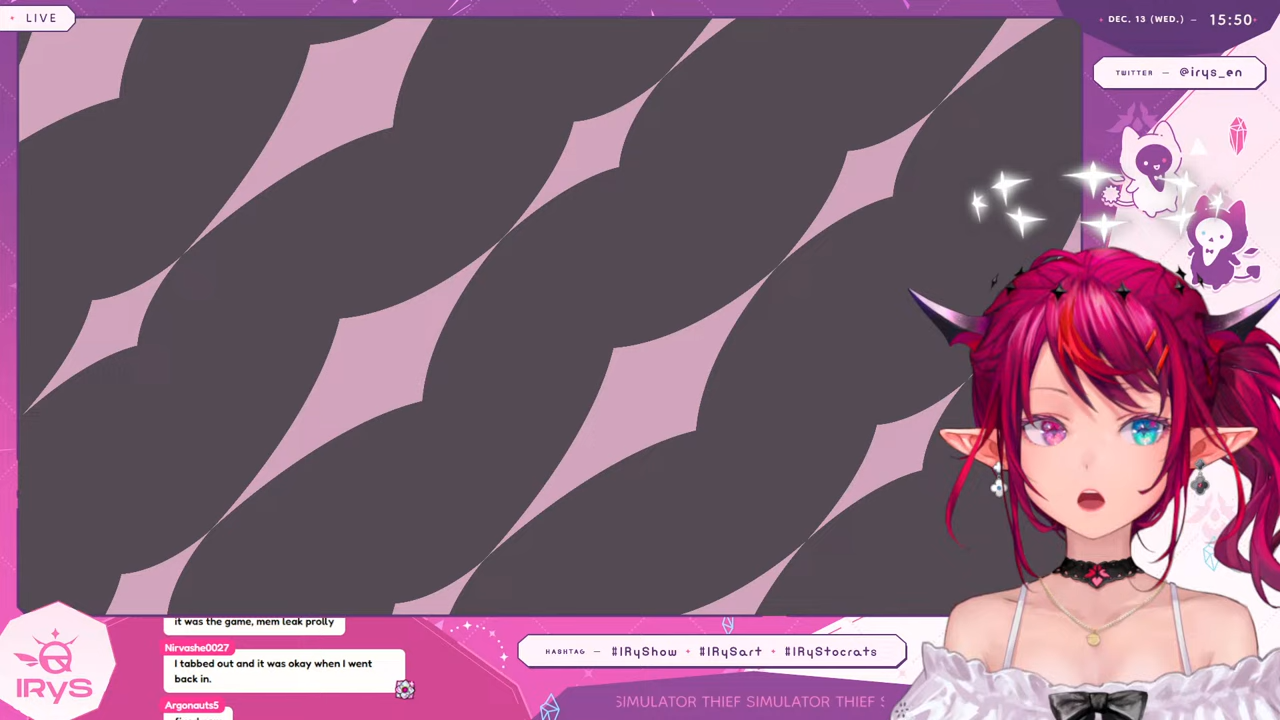 LIVE
DEC. 13 (WED.) – 15:50
TWITTER – @irys_en
it was the game, mem leak prolly
Nirvashe0027
I tabbed out and it was okay when I went
back in.
Argonauts5
IRyS
HASHTAG – #IRyShow ✦ #IRySart ✦ #IRyStocrats
SIMULATOR THIEF SIMULATOR THIEF